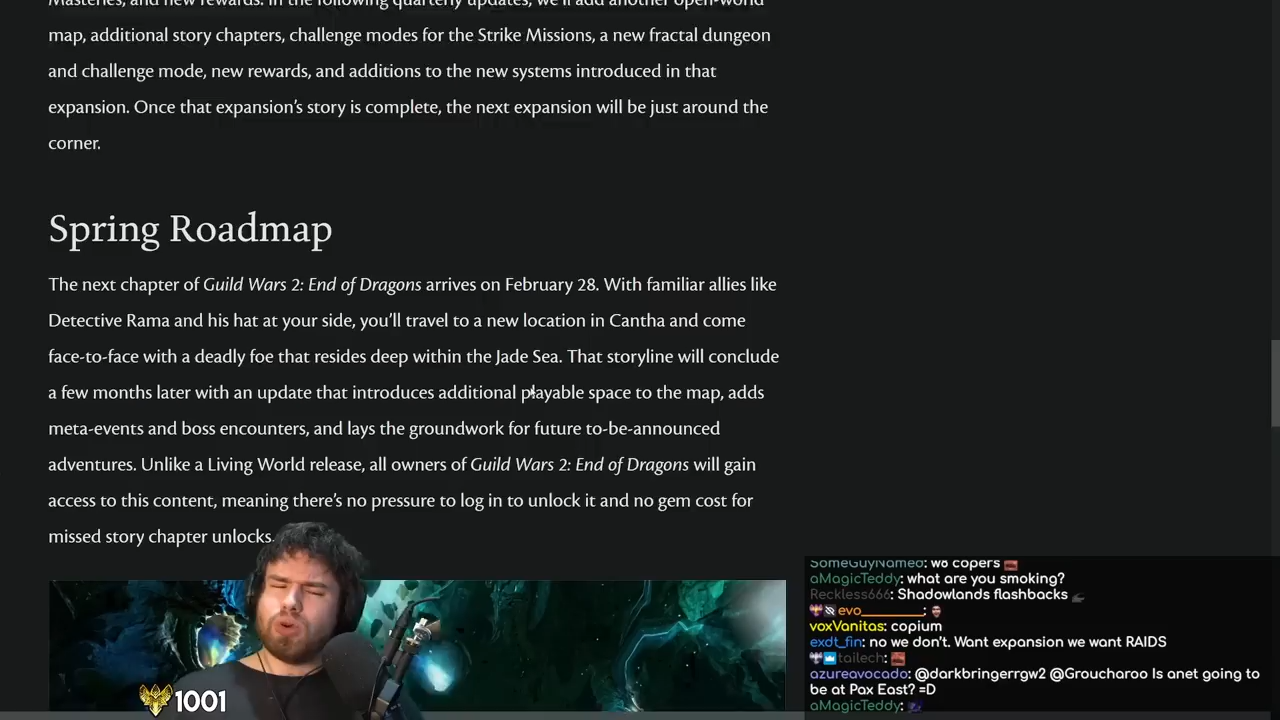 Masteries, and new rewards. In the following quarterly updates, we'll add another open-world
map, additional story chapters, challenge modes for the Strike Missions, a new fractal dungeon
and challenge mode, new rewards, and additions to the new systems introduced in that
expansion. Once that expansion's story is complete, the next expansion will be just around the
corner.
Spring Roadmap
The next chapter of Guild Wars 2: End of Dragons arrives on February 28. With familiar allies like
Detective Rama and his hat at your side, you'll travel to a new location in Cantha and come
face-to-face with a deadly foe that resides deep within the Jade Sea. That storyline will conclude
a few months later with an update that introduces additional playable space to the map, adds
meta-events and boss encounters, and lays the groundwork for future to-be-announced
adventures. Unlike a Living World release, all owners of Guild Wars 2: End of Dragons will gain
access to this content, meaning there's no pressure to log in to unlock it and no gem cost for
missed story chapter unlocks.
SomeGuyNamed: w8 copers
aMagicTeddy: what are you smoking?
Reckless666: Shadowlands flashbacks
evo_________:
voxVanitas: copium
exdt_fin: no we don't. Want expansion we want RAIDS
tailech:
azureavocado: @darkbringerrgw2 @Groucharoo Is anet going to
be at Pax East? =D
aMagicTeddy:
1001